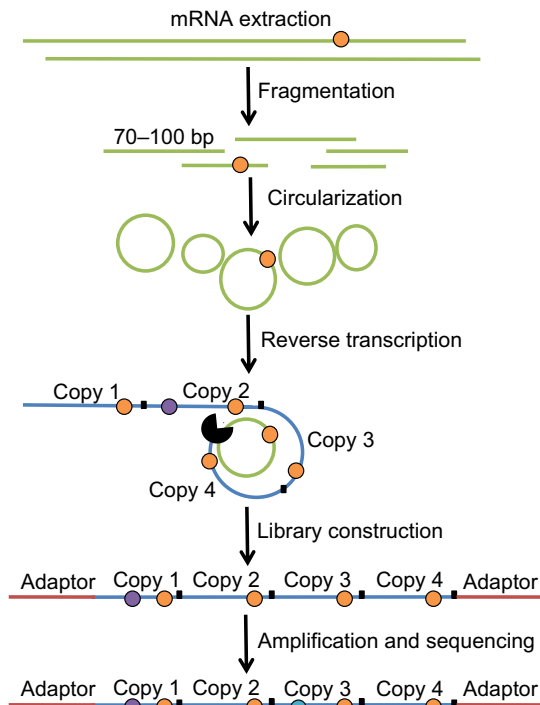 mRNA extraction
Fragmentation
70–100 bp
Circularization
Reverse transcription
Copy 1 Copy 2
Copy 3
Copy 4
Library construction
Adaptor Copy 1 Copy 2 Copy 3 Copy 4 Adaptor
Amplification and sequencing
Adaptor Copy 1 Copy 2 Copy 3 Copy 4 Adaptor